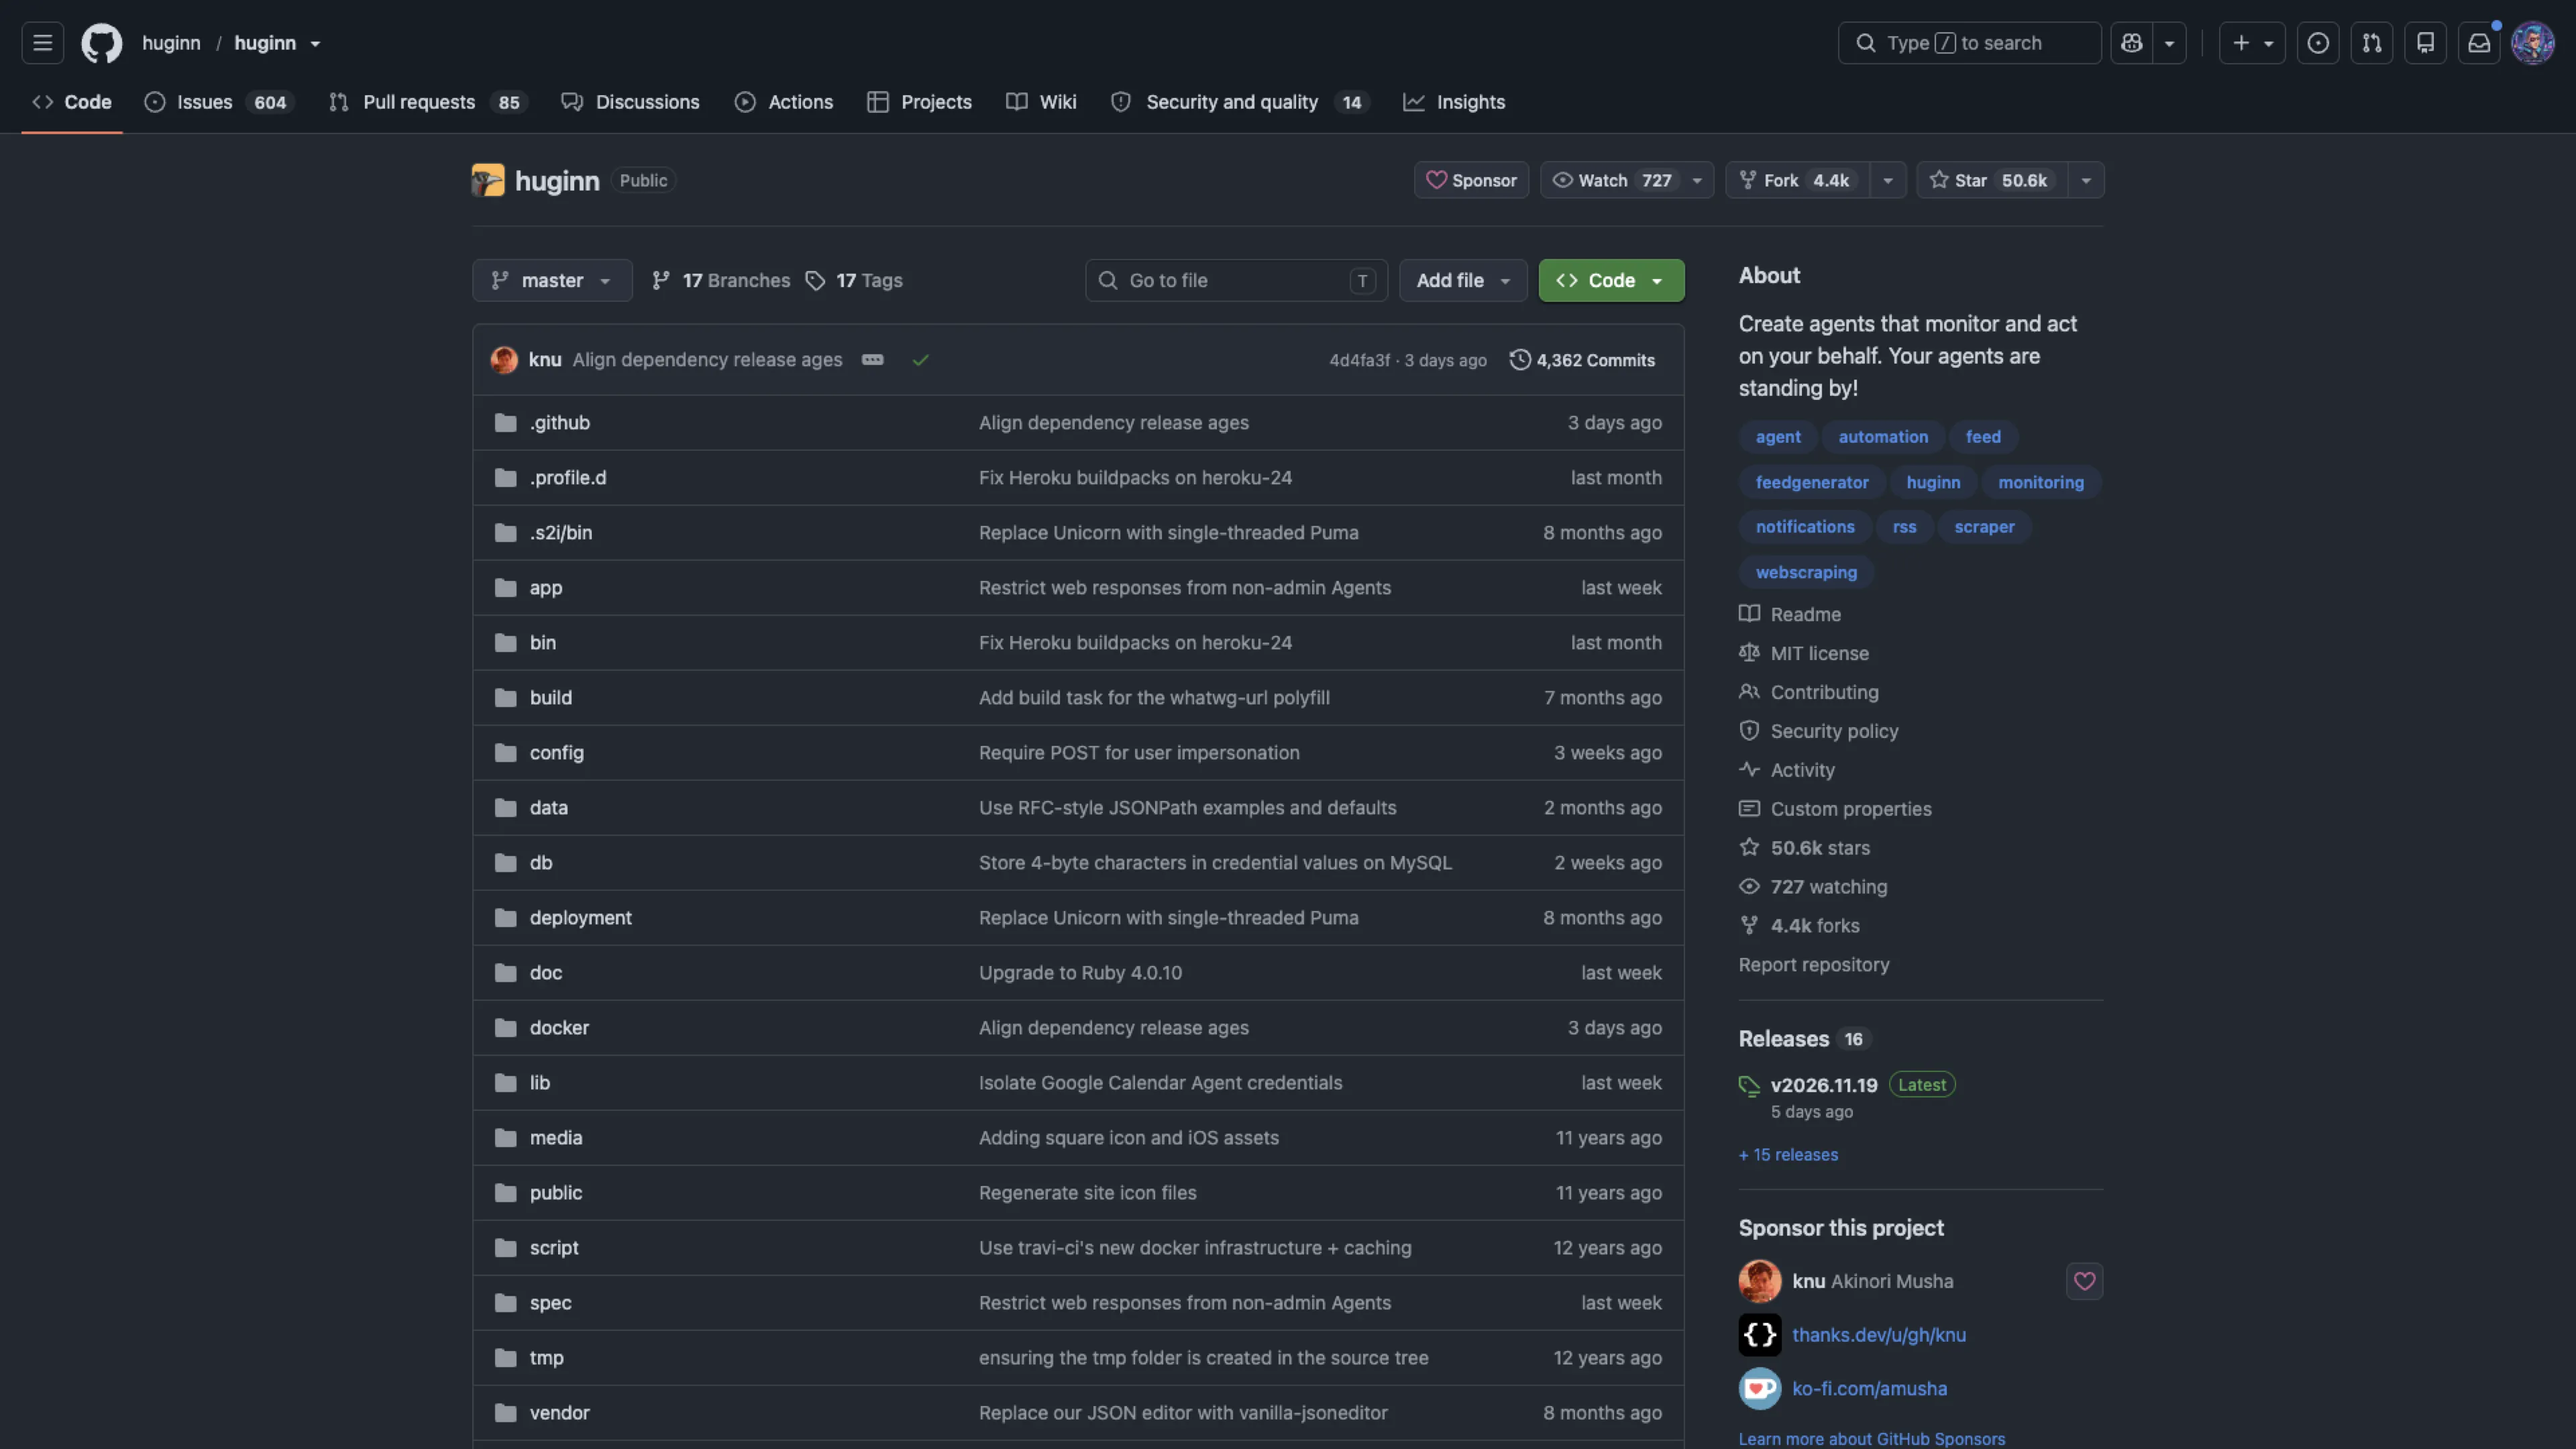 huginn / huginn
Type / to search
Code
Issues 604
Pull requests 85
Discussions
Actions
Projects
Wiki
Security and quality 14
Insights
huginn Public
Sponsor
Watch 727
Fork 4.4k
Star 50.6k
master
17 Branches
17 Tags
Go to file T
Add file
Code
knu Align dependency release ages
4d4fa3f · 3 days ago
4,362 Commits
.github Align dependency release ages 3 days ago
.profile.d Fix Heroku buildpacks on heroku-24 last month
.s2i/bin Replace Unicorn with single-threaded Puma 8 months ago
app Restrict web responses from non-admin Agents last week
bin Fix Heroku buildpacks on heroku-24 last month
build Add build task for the whatwg-url polyfill 7 months ago
config Require POST for user impersonation 3 weeks ago
data Use RFC-style JSONPath examples and defaults 2 months ago
db Store 4-byte characters in credential values on MySQL 2 weeks ago
deployment Replace Unicorn with single-threaded Puma 8 months ago
doc Upgrade to Ruby 4.0.10 last week
docker Align dependency release ages 3 days ago
lib Isolate Google Calendar Agent credentials last week
media Adding square icon and iOS assets 11 years ago
public Regenerate site icon files 11 years ago
script Use travi-ci's new docker infrastructure + caching 12 years ago
spec Restrict web responses from non-admin Agents last week
tmp ensuring the tmp folder is created in the source tree 12 years ago
vendor Replace our JSON editor with vanilla-jsoneditor 8 months ago
About
Create agents that monitor and act
on your behalf. Your agents are
standing by!
agent automation feed
feedgenerator huginn monitoring
notifications rss scraper
webscraping
Readme
MIT license
Contributing
Security policy
Activity
Custom properties
50.6k stars
727 watching
4.4k forks
Report repository
Releases 16
v2026.11.19 Latest
5 days ago
+ 15 releases
Sponsor this project
knu Akinori Musha
thanks.dev/u/gh/knu
ko-fi.com/amusha
Learn more about GitHub Sponsors